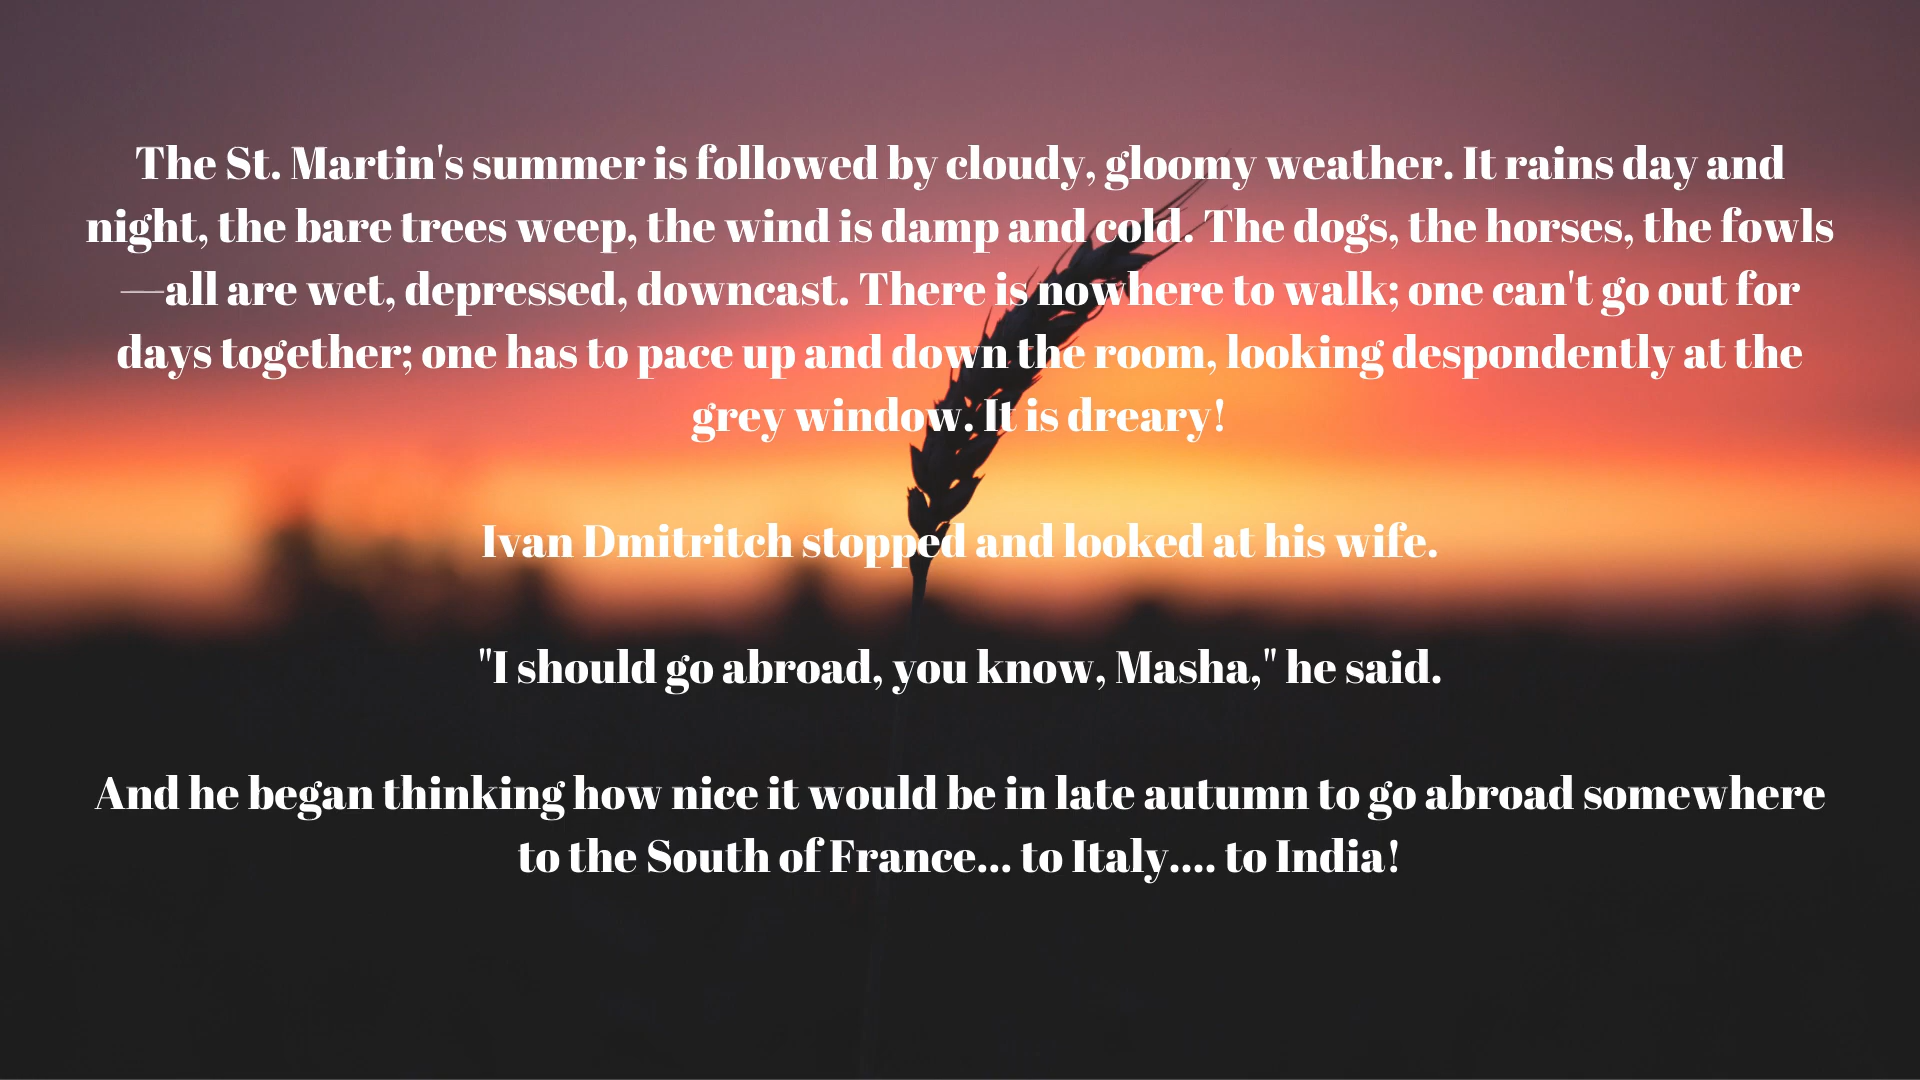 The St. Martin's summer is followed by cloudy, gloomy weather. It rains day and
night, the bare trees weep, the wind is damp and cold. The dogs, the horses, the fowls
—all are wet, depressed, downcast. There is nowhere to walk; one can't go out for
days together; one has to pace up and down the room, looking despondently at the
grey window. It is dreary!
Ivan Dmitritch stopped and looked at his wife.
"I should go abroad, you know, Masha," he said.
And he began thinking how nice it would be in late autumn to go abroad somewhere
to the South of France... to Italy.... to India!